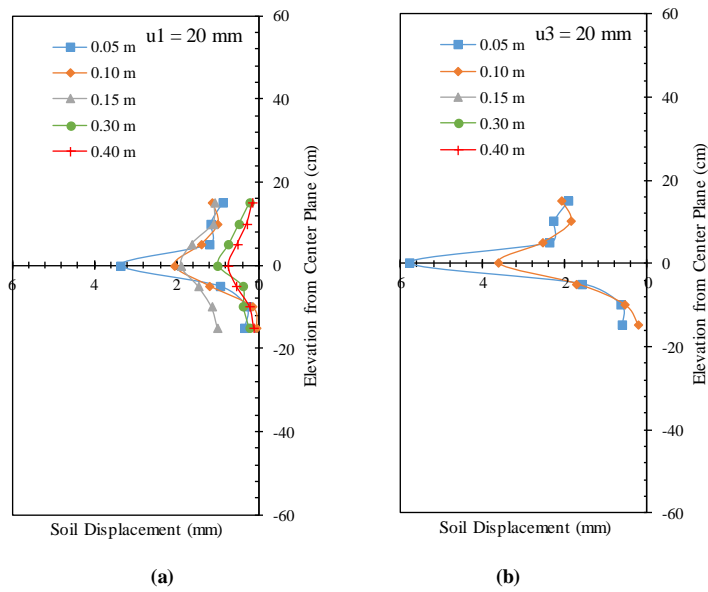 u1 = 20 mm
0.05 m
0.10 m
0.15 m
0.30 m
0.40 m
60
40
20
0
-20
-40
-60
6
4
2
0
Elevation from Center Plane (cm)
Soil Displacement (mm)
(a)
u3 = 20 mm
0.05 m
0.10 m
0.15 m
0.30 m
0.40 m
60
40
20
0
-20
-40
-60
6
4
2
0
Elevation from Center Plane (cm)
Soil Displacement (mm)
(b)